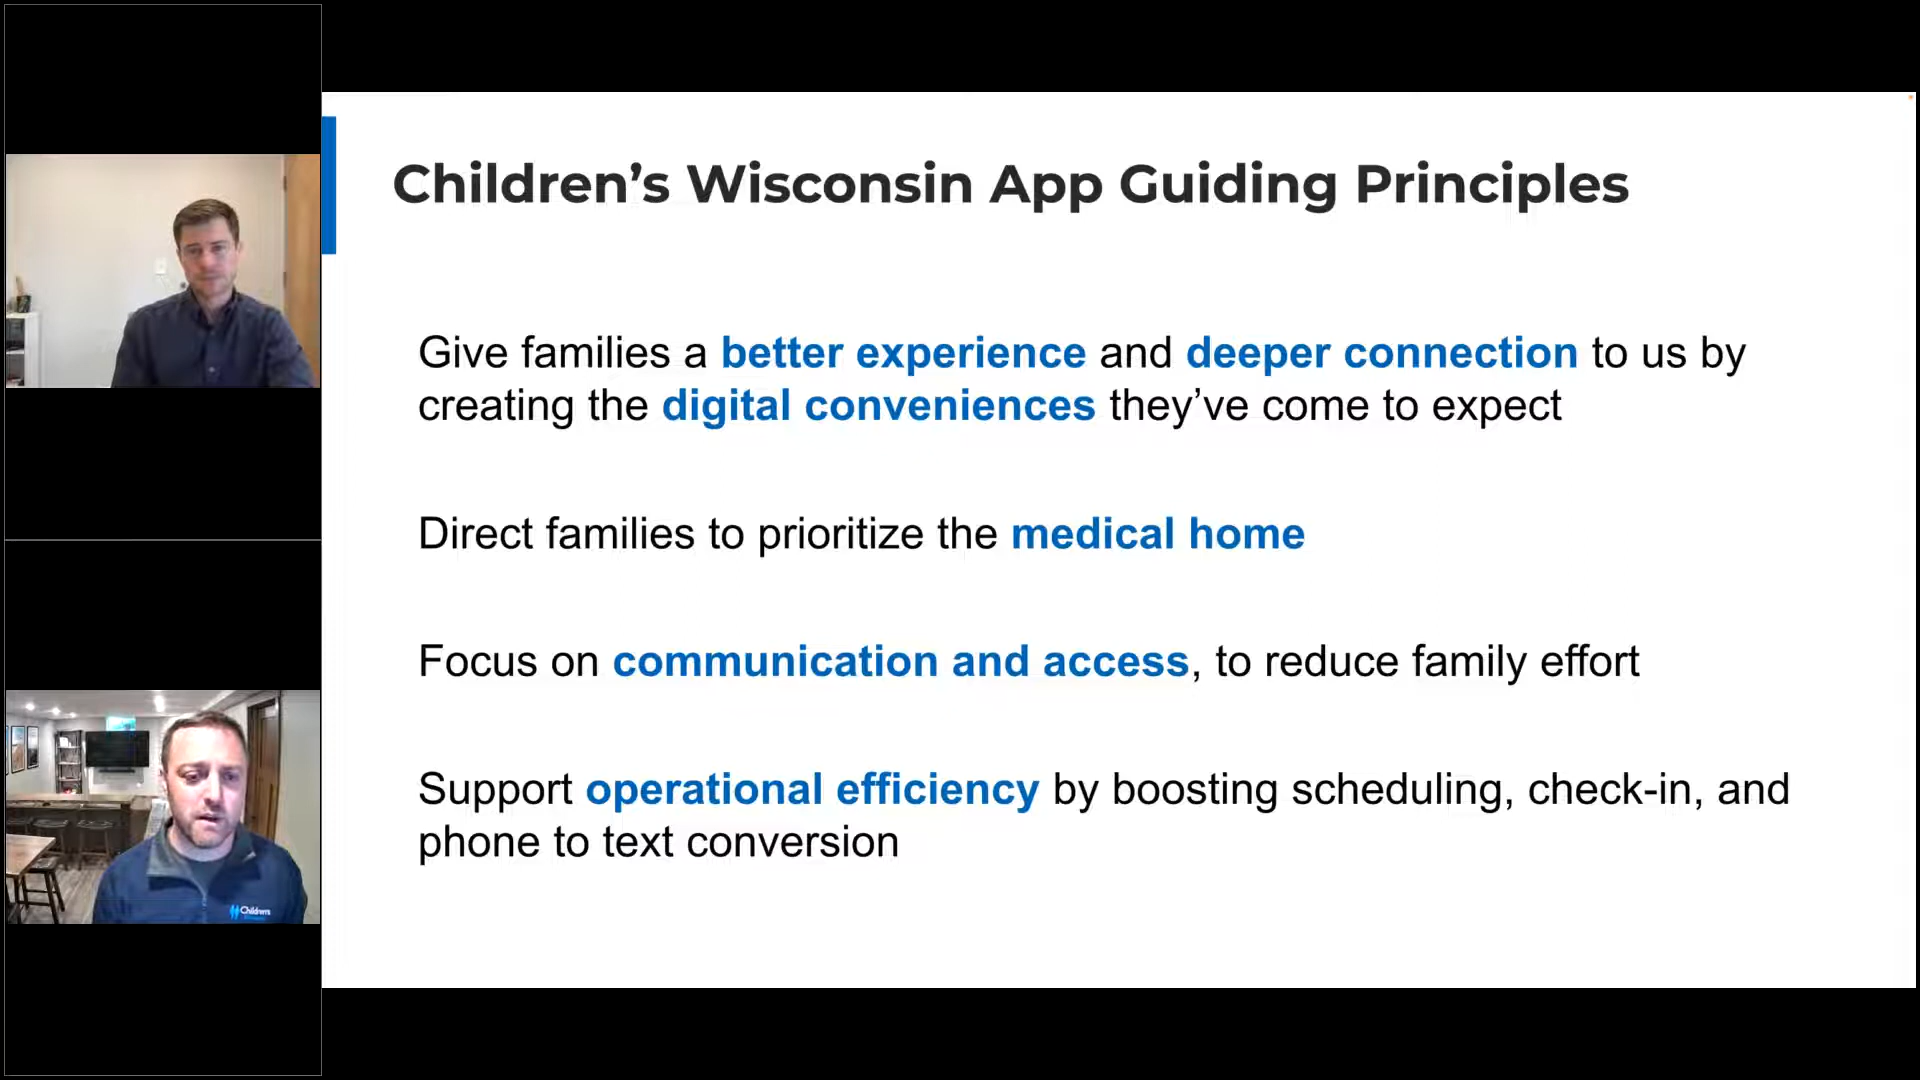 Children’s Wisconsin App Guiding Principles
Give families a better experience and deeper connection to us by
creating the digital conveniences they’ve come to expect
Direct families to prioritize the medical home
Focus on communication and access, to reduce family effort
Support operational efficiency by boosting scheduling, check-in, and
phone to text conversion
Children's